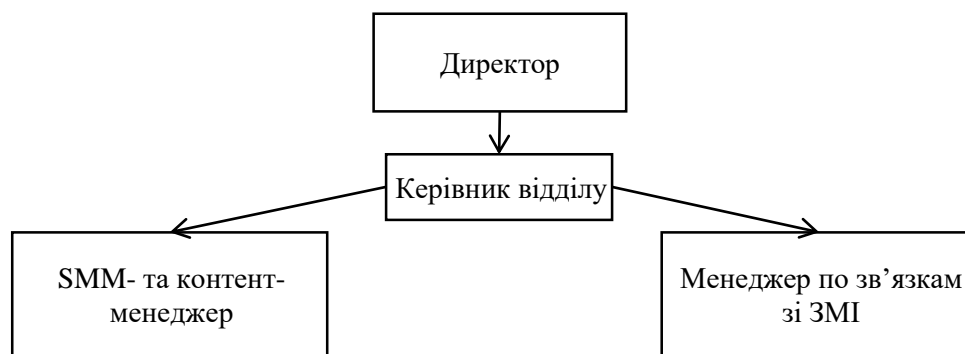 Директор
Керівник відділу
SMM- та контент-
менеджер
Менеджер по зв’язкам
зі ЗМІ